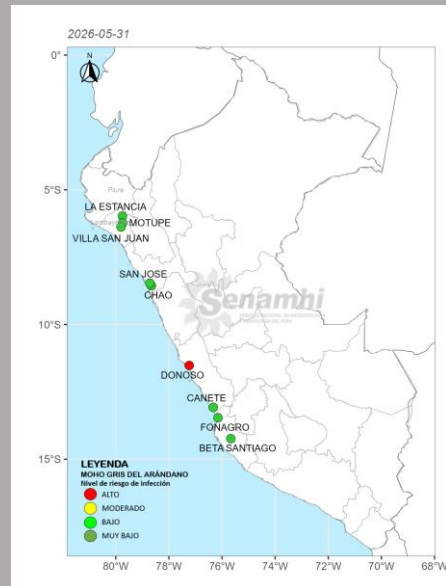 2026-05-31
N
0°
5°S
10°S
15°S
Piura
LA ESTANCIA
MOTUPE
VILLA SAN JUAN
SAN JOSE
CHAO
Senamhi
DONOSO
CANETE
FONAGRO
BETA SANTIAGO
LEYENDA
MOHO GRIS DEL ARÁNDANO
Nivel de riesgo de infección
ALTO
MODERADO
BAJO
MUY BAJO
80°W 78°W 76°W 74°W 72°W 70°W 68°W